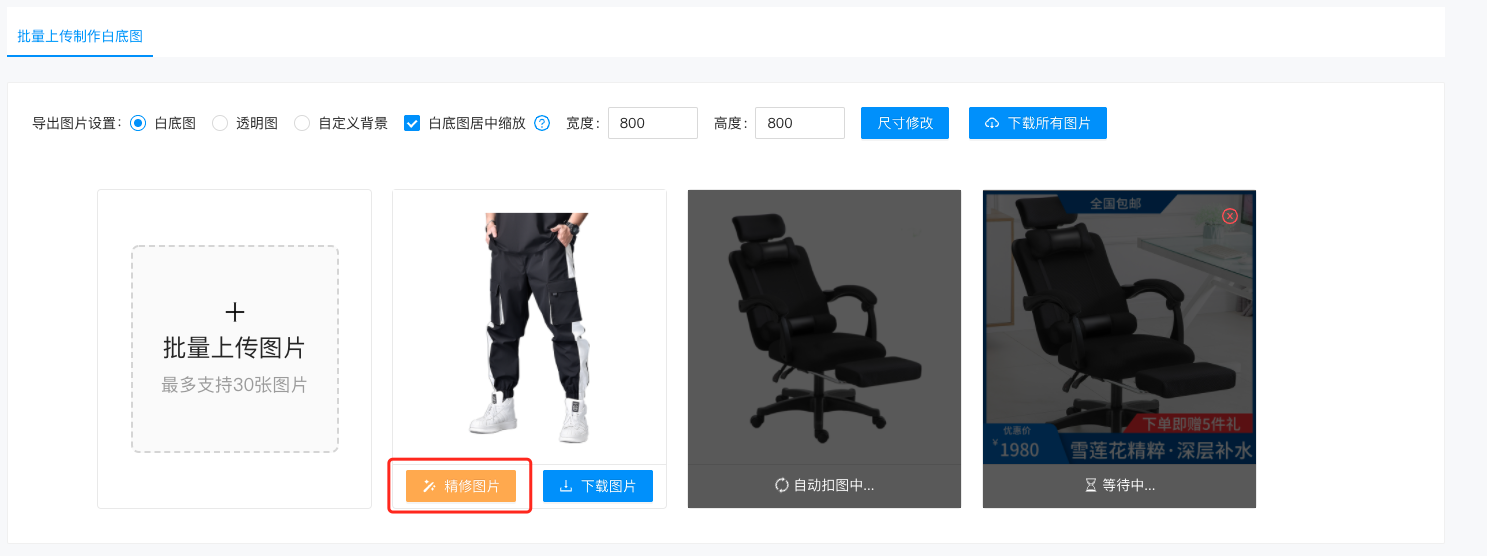 批量上传制作白底图
导出图片设置： 白底图 透明图 自定义背景 白底图居中缩放 ? 宽度： 800 高度： 800 尺寸修改 下载所有图片
批量上传图片
最多支持30张图片
精修图片 下载图片
自动扣图中...
全国包邮
下单即赠5件礼
优惠价
¥1980 雪莲花精粹·深层补水
等待中...